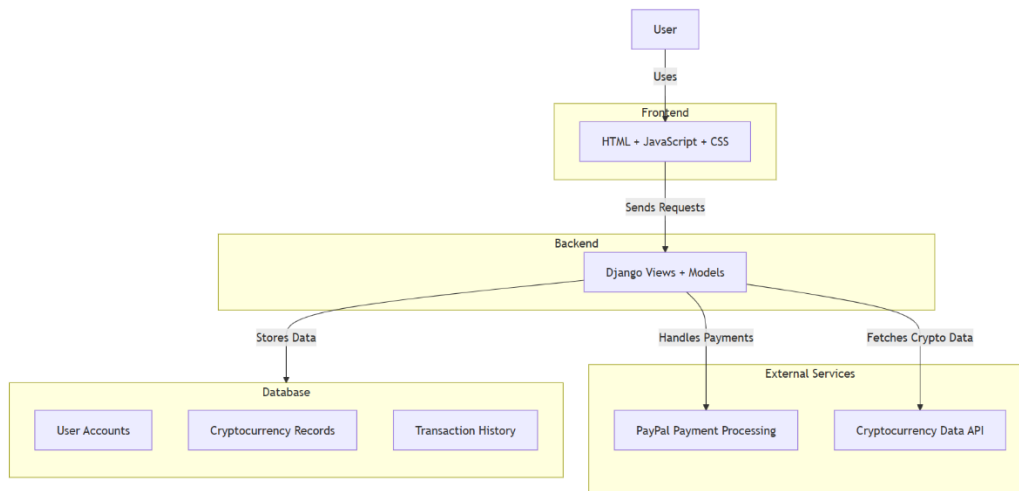 User
Uses
Frontend
HTML + JavaScript + CSS
Sends Requests
Backend
Django Views + Models
Stores Data
Handles Payments
Fetches Crypto Data
Database
User Accounts
Cryptocurrency Records
Transaction History
External Services
PayPal Payment Processing
Cryptocurrency Data API